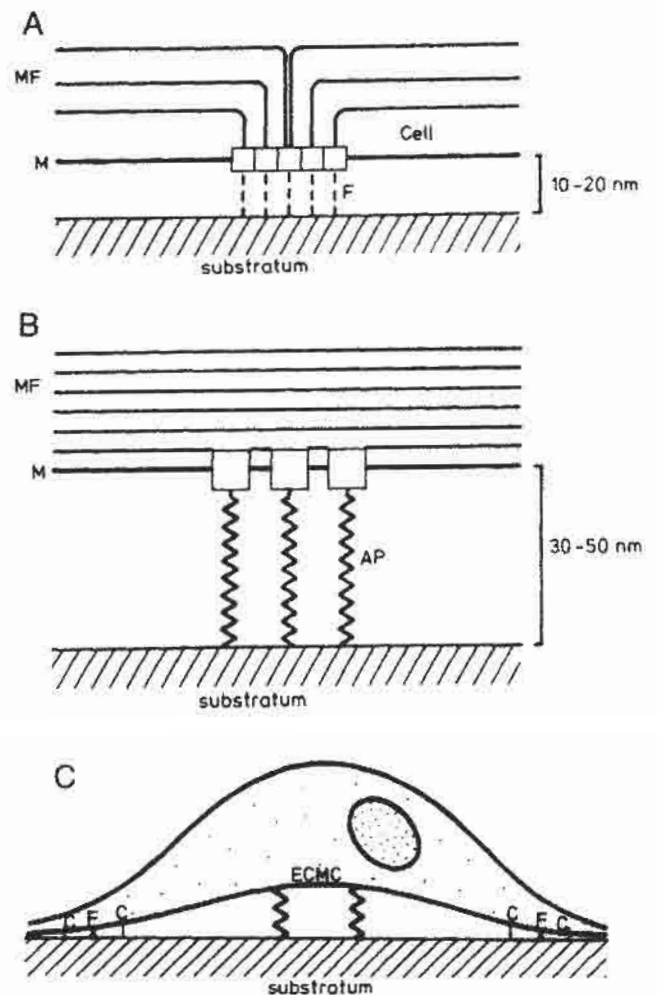 A
MF
Cell
M
F
10-20 nm
substratum
B
MF
M
AP
30-50 nm
substratum
C
ECMC
C F C
C F C
substratum